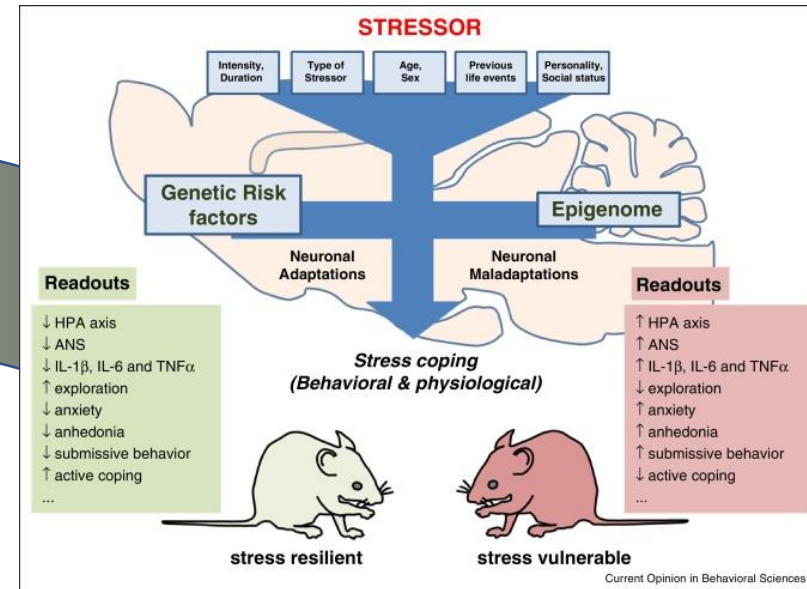 STRESSOR
Intensity,
Duration
Type of
Stressor
Age,
Sex
Previous
life events
Personality,
Social status
Genetic Risk
factors
Epigenome
Neuronal
Adaptations
Neuronal
Maladaptations
Readouts
↓ HPA axis
↓ ANS
↓ IL-1β, IL-6 and TNFα
↑ exploration
↓ anxiety
↓ anhedonia
↓ submissive behavior
↑ active coping
...
Readouts
↑ HPA axis
↑ ANS
↑ IL-1β, IL-6 and TNFα
↓ exploration
↑ anxiety
↑ anhedonia
↑ submissive behavior
↓ active coping
...
Stress coping
(Behavioral & physiological)
stress resilient
stress vulnerable
Current Opinion in Behavioral Sciences